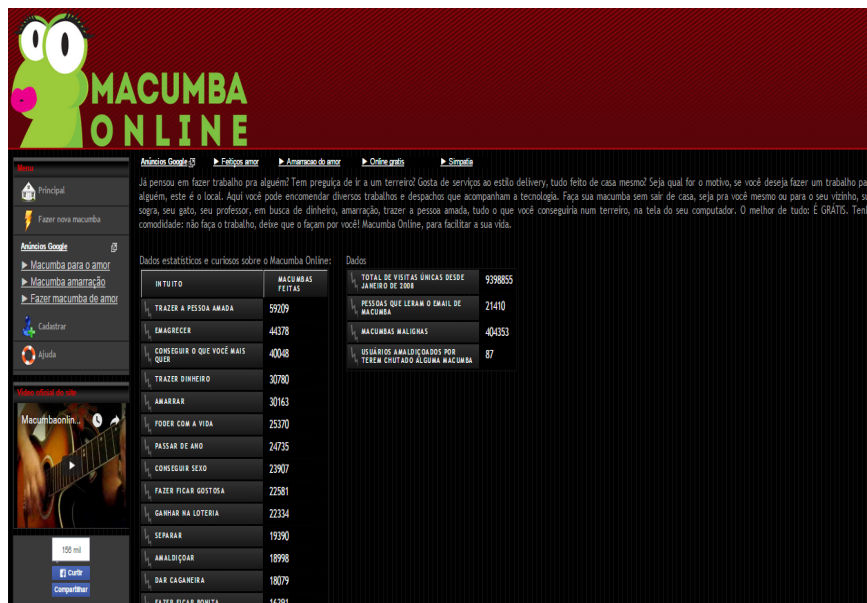 MACUMBA
ONLINE
Menu
Principal
Fazer nova macumba
Anúncios Google
▶ Macumba para o amor
▶ Macumba amarração
▶ Fazer macumba de amor
Cadastrar
Ajuda
Vídeo oficial do site
Macumbaonlin...
156 mil
Curtir
Compartilhar
Anúncios Google ▶ Feitiços amor ▶ Amarracao do amor ▶ Online gratis ▶ Simpatia
Já pensou em fazer trabalho pra alguém? Tem preguiça de ir a um terreiro? Gosta de serviços ao estilo delivery, tudo feito de casa mesmo? Seja qual for o motivo, se você deseja fazer um trabalho pa
alguém, este é o local. Aqui você pode encomendar diversos trabalhos e despachos que acompanham a tecnologia. Faça sua macumba sem sair de casa, seja pra você mesmo ou para o seu vizinho, su
sogra, seu gato, seu professor, em busca de dinheiro, amarração, trazer a pessoa amada, tudo o que você conseguiria num terreiro, na tela do seu computador. O melhor de tudo: É GRÁTIS. Ten
comodidade: não faça o trabalho, deixe que o façam por você! Macumba Online, para facilitar a sua vida.
Dados estatísticos e curiosos sobre o Macumba Online:
INTUITO MACUMBAS FEITAS
TRAZER A PESSOA AMADA 59209
EMAGRECER 44378
CONSEGUIR O QUE VOCÊ MAIS QUER 40048
TRAZER DINHEIRO 30780
AMARRAR 30163
FODER COM A VIDA 25370
PASSAR DE ANO 24735
CONSEGUIR SEXO 23907
FAZER FICAR GOSTOSA 22581
GANHAR NA LOTERIA 22334
SEPARAR 19390
AMALDIÇOAR 18998
DAR CAGANEIRA 18079
FAZER FICAR BONITA 16291
Dados
TOTAL DE VISITAS ÚNICAS DESDE JANEIRO DE 2008 9398855
PESSOAS QUE LERAM O EMAIL DE MACUMBA 21410
MACUMBAS MALIGNAS 404353
USUÁRIOS AMALDIÇOADOS POR TEREM CHUTADO ALGUMA MACUMBA 87